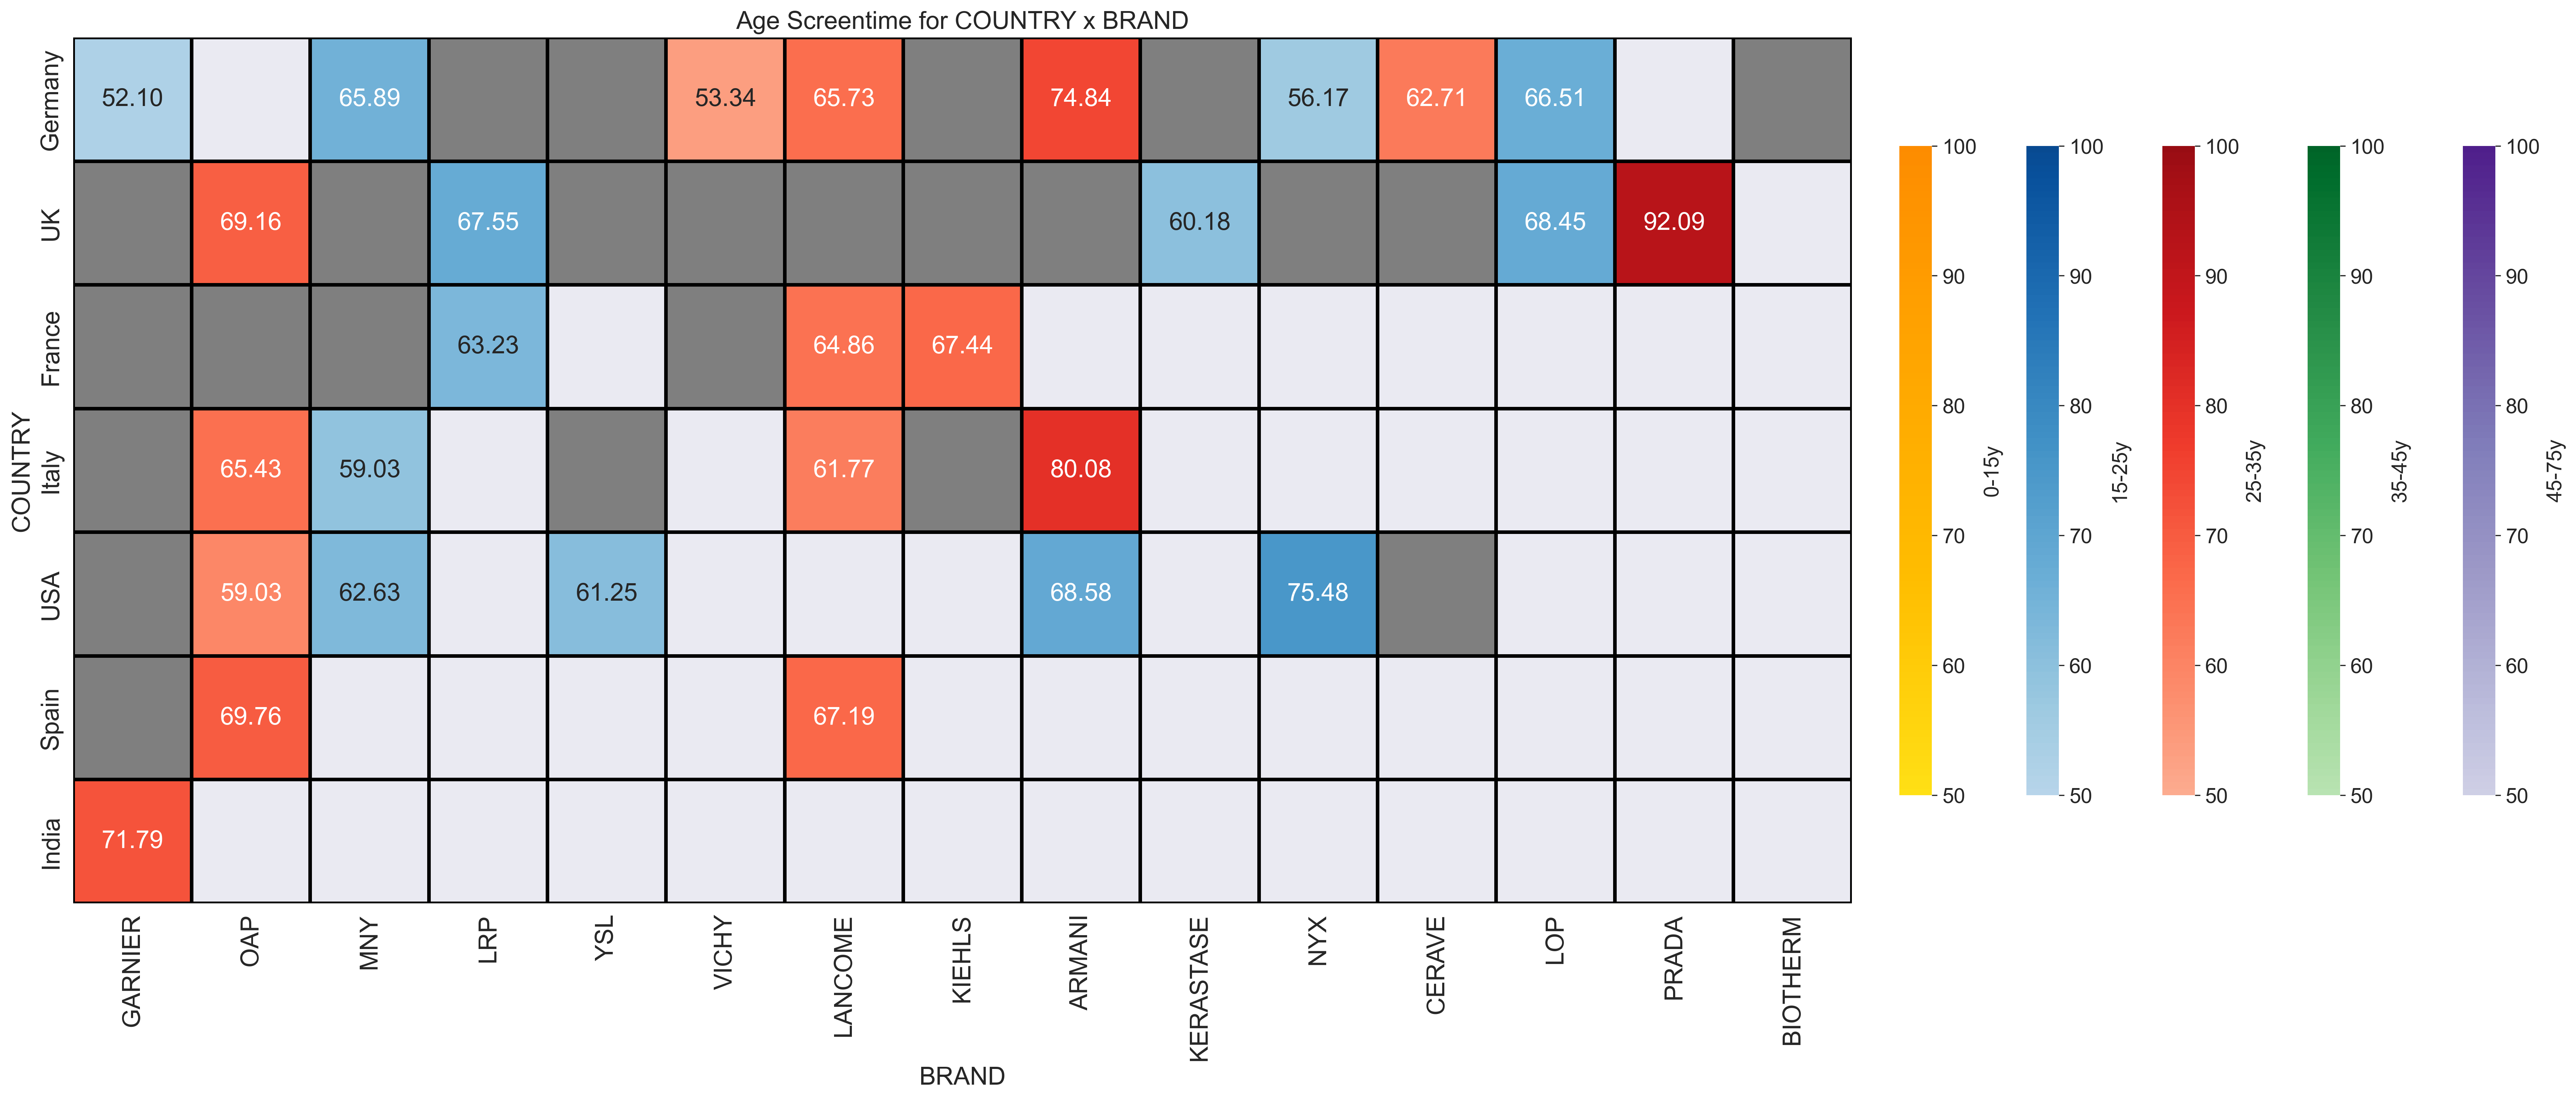 Age Screentime for COUNTRY x BRAND
COUNTRY
Germany
52.10 65.89 53.34 65.73 74.84 56.17 62.71 66.51
UK
69.16 67.55 60.18 68.45 92.09
France
63.23 64.86 67.44
Italy
65.43 59.03 61.77 80.08
USA
59.03 62.63 61.25 68.58 75.48
Spain
69.76 67.19
India
71.79
GARNIER
OAP
MNY
LRP
YSL
VICHY
LANCOME
KIEHLS
ARMANI
KERASTASE
NYX
CERAVE
LOP
PRADA
BIOTHERM
BRAND
100
90
80
70
60
50
0-15y
100
90
80
70
60
50
15-25y
100
90
80
70
60
50
25-35y
100
90
80
70
60
50
35-45y
100
90
80
70
60
50
45-75y